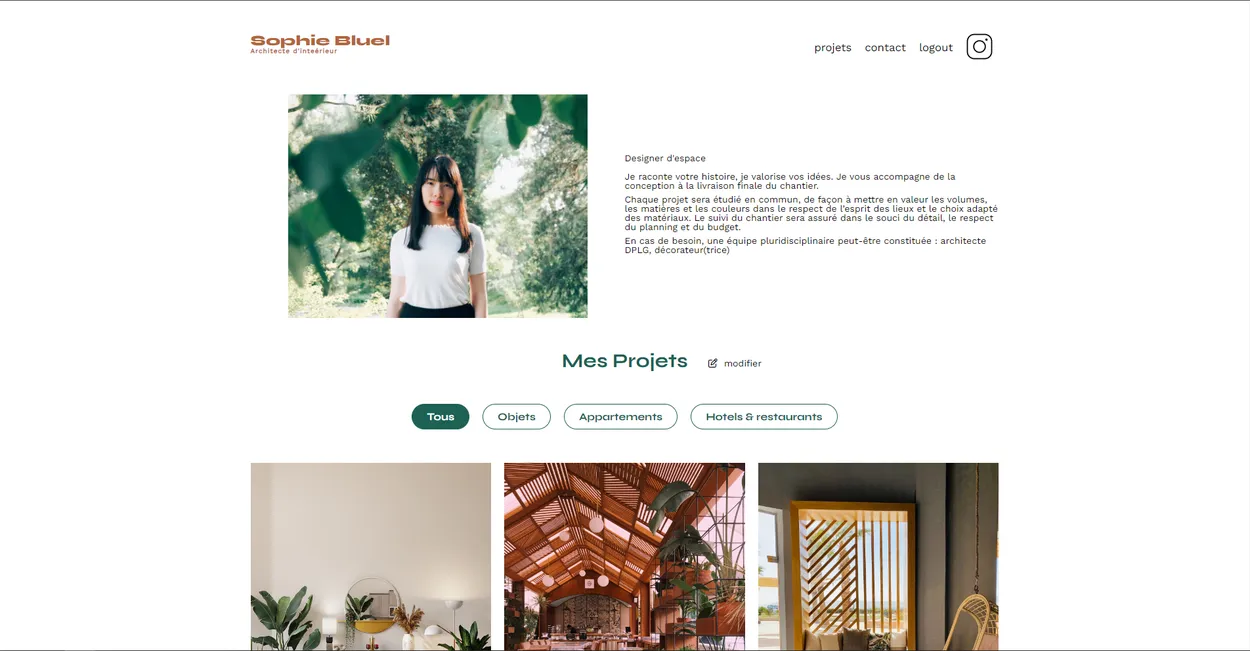 Sophie Bluel
Architecte d'inteérieur
projets contact logout
Designer d'espace
Je raconte votre histoire, je valorise vos idées. Je vous accompagne de la
conception à la livraison finale du chantier.
Chaque projet sera étudié en commun, de façon à mettre en valeur les volumes,
les matières et les couleurs dans le respect de l'esprit des lieux et le choix adapté
des matériaux. Le suivi du chantier sera assuré dans le souci du détail, le respect
du planning et du budget.
En cas de besoin, une équipe pluridisciplinaire peut-être constituée : architecte
DPLG, décorateur(trice)
Mes Projets modifier
Tous Objets Appartements Hotels & restaurants